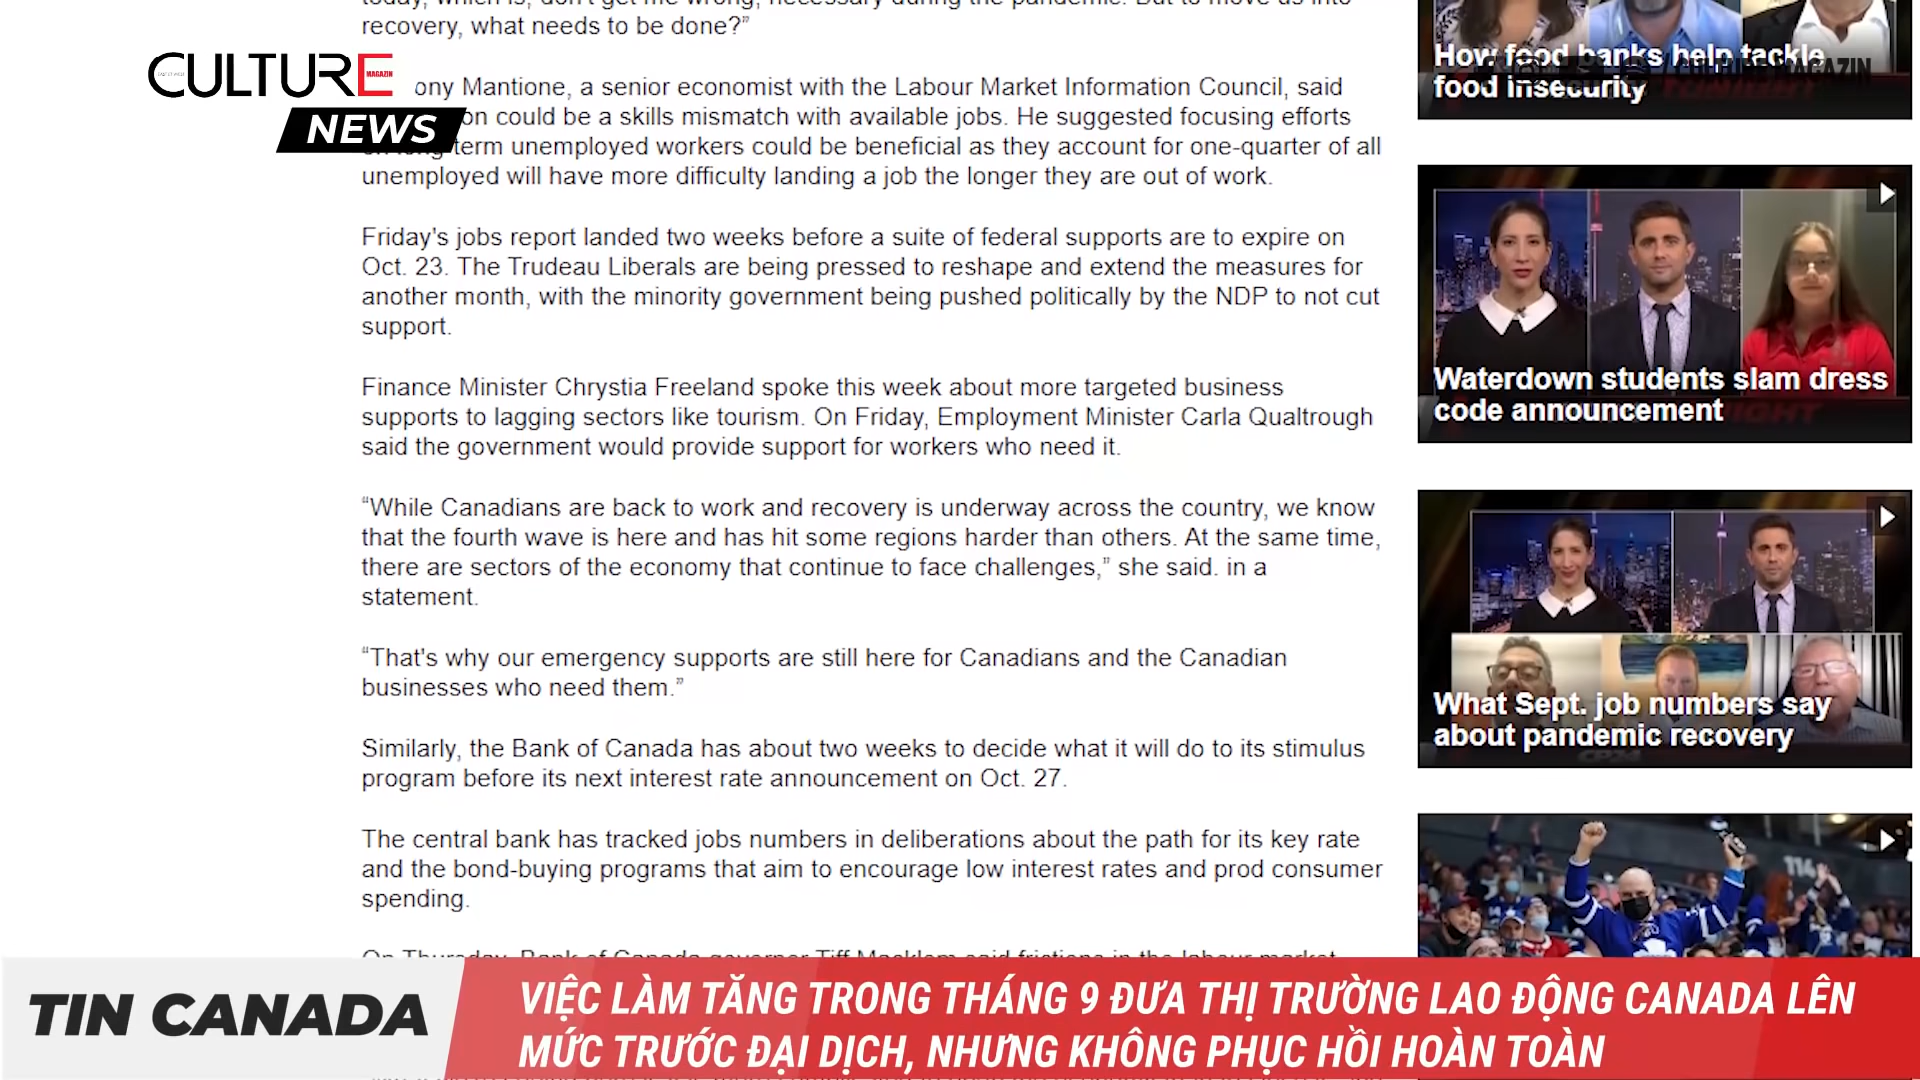 recovery, what needs to be done?”
CULTURE
MAGAZIN
NEWS
ony Mantione, a senior economist with the Labour Market Information Council, said
on could be a skills mismatch with available jobs. He suggested focusing efforts
term unemployed workers could be beneficial as they account for one-quarter of all
unemployed will have more difficulty landing a job the longer they are out of work.
Friday's jobs report landed two weeks before a suite of federal supports are to expire on
Oct. 23. The Trudeau Liberals are being pressed to reshape and extend the measures for
another month, with the minority government being pushed politically by the NDP to not cut
support.
Finance Minister Chrystia Freeland spoke this week about more targeted business
supports to lagging sectors like tourism. On Friday, Employment Minister Carla Qualtrough
said the government would provide support for workers who need it.
“While Canadians are back to work and recovery is underway across the country, we know
that the fourth wave is here and has hit some regions harder than others. At the same time,
there are sectors of the economy that continue to face challenges,” she said. in a
statement.
“That's why our emergency supports are still here for Canadians and the Canadian
businesses who need them.”
Similarly, the Bank of Canada has about two weeks to decide what it will do to its stimulus
program before its next interest rate announcement on Oct. 27.
The central bank has tracked jobs numbers in deliberations about the path for its key rate
and the bond-buying programs that aim to encourage low interest rates and prod consumer
spending.
How food banks help tackle
food insecurity
/ CULTUREMAGAZIN
Waterdown students slam dress
code announcement
What Sept. job numbers say
about pandemic recovery
114
TIN CANADA
VIỆC LÀM TĂNG TRONG THÁNG 9 ĐƯA THỊ TRƯỜNG LAO ĐỘNG CANADA LÊN
MỨC TRƯỚC ĐẠI DỊCH, NHƯNG KHÔNG PHỤC HỒI HOÀN TOÀN